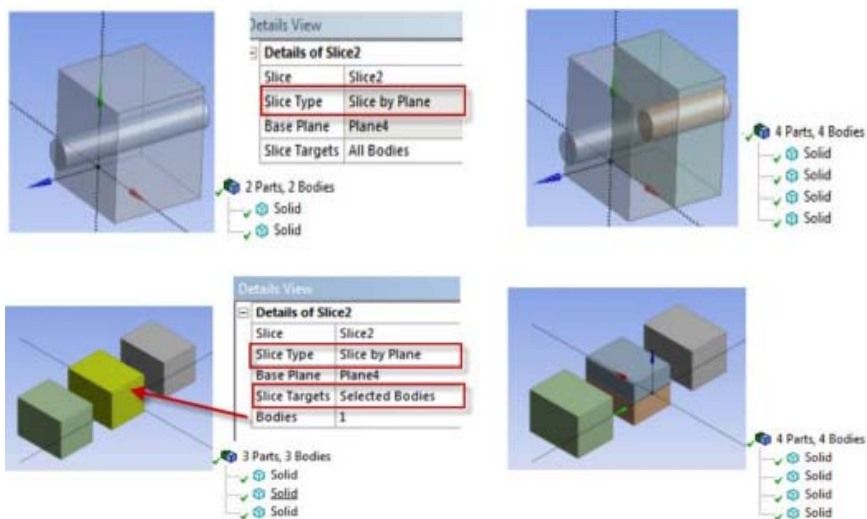 Details View
Details of Slice2
Slice Slice2
Slice Type Slice by Plane
Base Plane Plane4
Slice Targets All Bodies
2 Parts, 2 Bodies
Solid
Solid
4 Parts, 4 Bodies
Solid
Solid
Solid
Solid
Details View
Details of Slice2
Slice Slice2
Slice Type Slice by Plane
Base Plane Plane4
Slice Targets Selected Bodies
Bodies 1
3 Parts, 3 Bodies
Solid
Solid
Solid
4 Parts, 4 Bodies
Solid
Solid
Solid
Solid